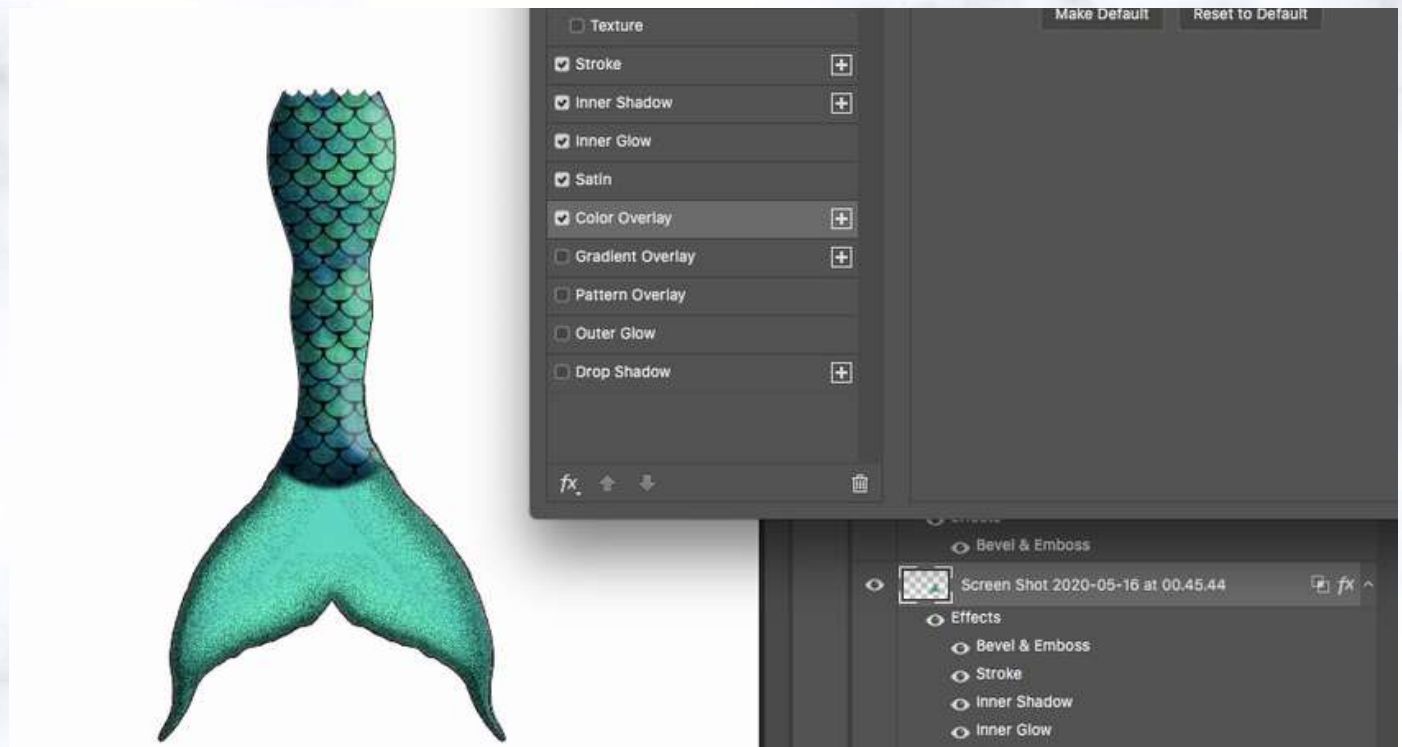 Make Default
Reset to Default
Texture
Stroke
Inner Shadow
Inner Glow
Satin
Color Overlay
Gradient Overlay
Pattern Overlay
Outer Glow
Drop Shadow
fx
Effects
Bevel & Emboss
Screen Shot 2020-05-16 at 00.45.44
fx
Effects
Bevel & Emboss
Stroke
Inner Shadow
Inner Glow